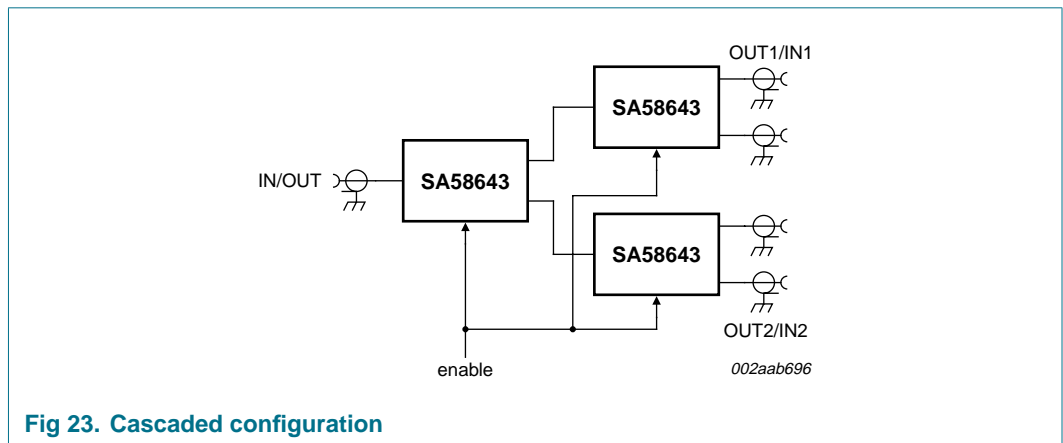 OUT1/IN1
SA58643
IN/OUT
SA58643
SA58643
OUT2/IN2
enable
002aab696
Fig 23. Cascaded configuration